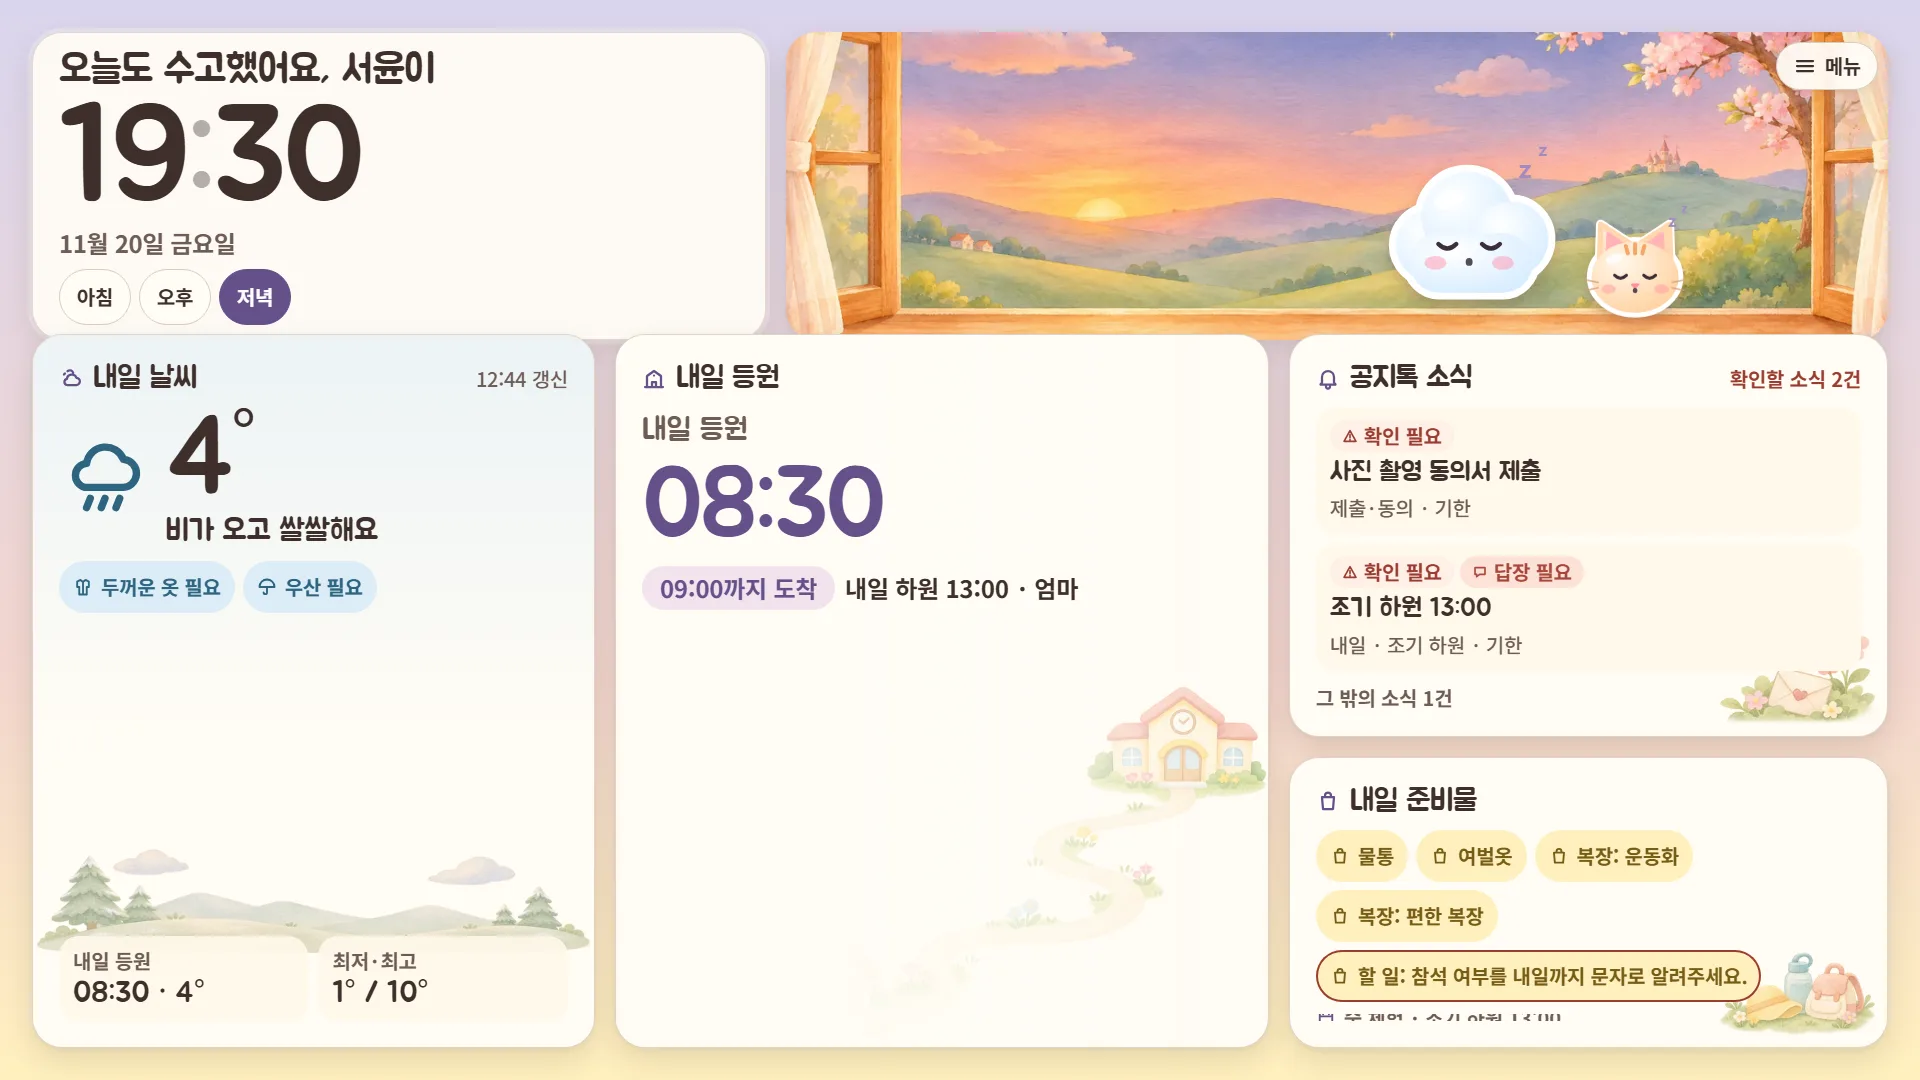 오늘도 수고했어요, 서윤이
19:30
11월 20일 금요일
아침 오후 저녁
z
z
z
z
메뉴
내일 날씨
12:44 갱신
4°
비가 오고 쌀쌀해요
두꺼운 옷 필요
우산 필요
내일 등원
08:30 · 4°
최저·최고
1° / 10°
내일 등원
내일 등원
08:30
09:00까지 도착 내일 하원 13:00 · 엄마
공지톡 소식
확인할 소식 2건
확인 필요
사진 촬영 동의서 제출
제출·동의 · 기한
확인 필요 답장 필요
조기 하원 13:00
내일 · 조기 하원 · 기한
그 밖의 소식 1건
내일 준비물
물통 여벌옷 복장: 운동화
복장: 편한 복장
할 일: 참석 여부를 내일까지 문자로 알려주세요.